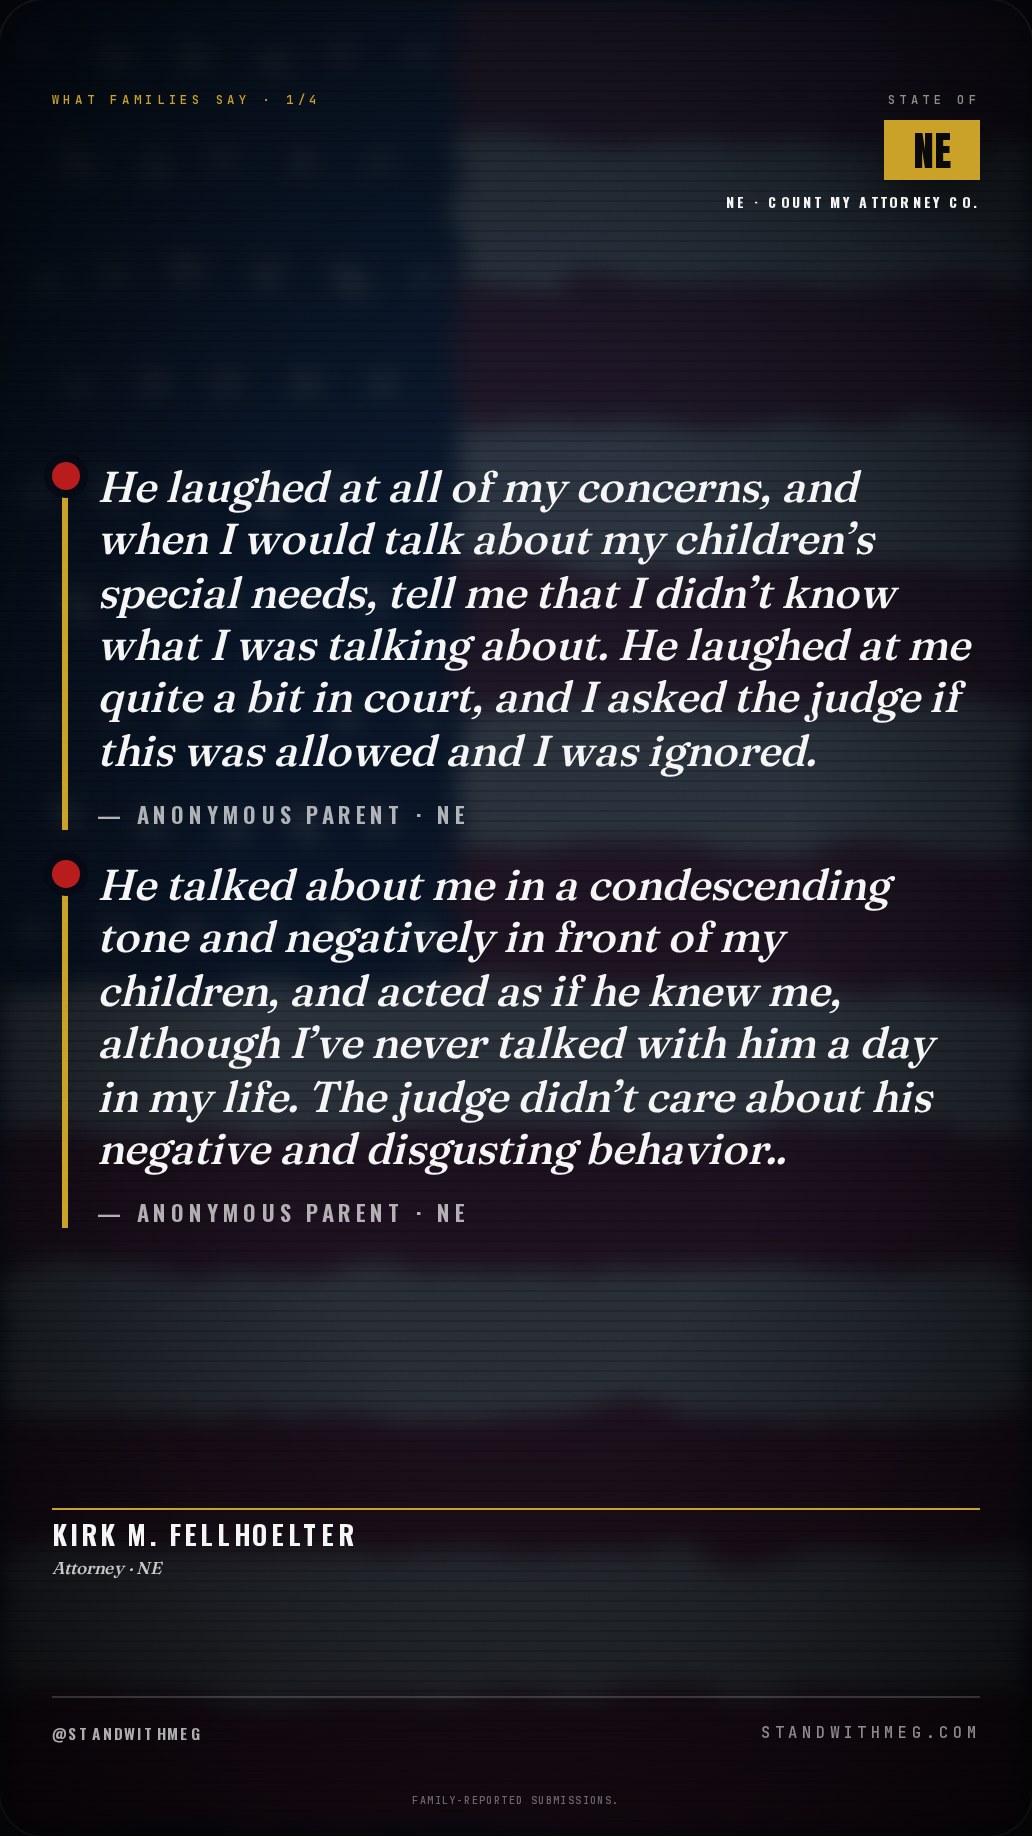 WHAT FAMILIES SAY · 1/4
STATE OF
NE
NE · COUNT MY ATTORNEY CO.
He laughed at all of my concerns, and
when I would talk about my children’s
special needs, tell me that I didn’t know
what I was talking about. He laughed at me
quite a bit in court, and I asked the judge if
this was allowed and I was ignored.
— ANONYMOUS PARENT · NE
He talked about me in a condescending
tone and negatively in front of my
children, and acted as if he knew me,
although I’ve never talked with him a day
in my life. The judge didn’t care about his
negative and disgusting behavior..
— ANONYMOUS PARENT · NE
KIRK M. FELLHOELTER
Attorney · NE
@STANDWITHMEG
STANDWITHMEG.COM
FAMILY-REPORTED SUBMISSIONS.